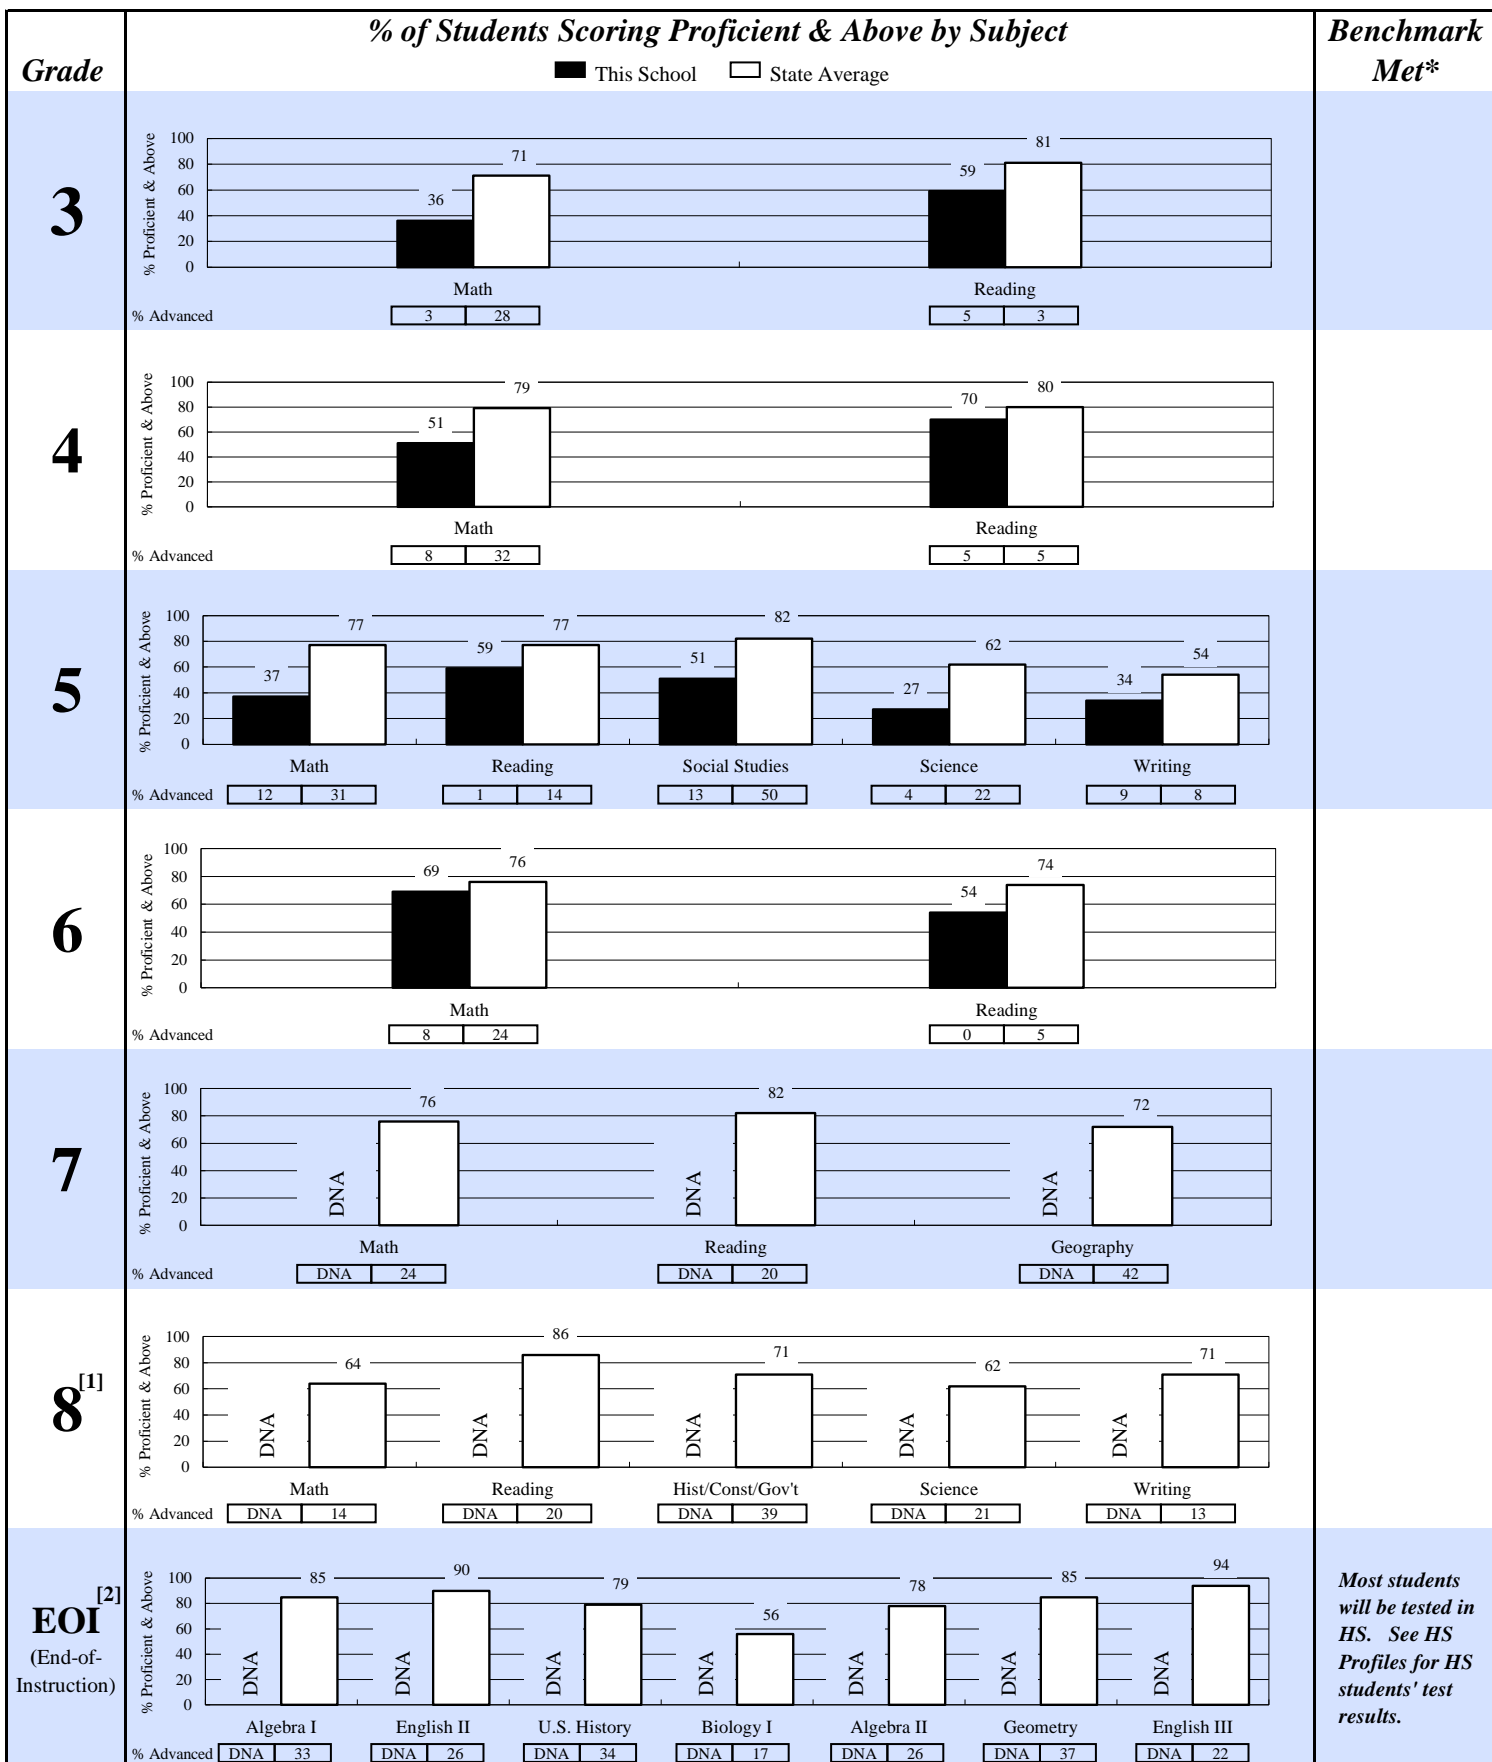 % of Students Scoring Proficient & Above by Subject
Benchmark
Met*
Grade
This School State Average
3
% Proficient & Above
100
80
60
40
20
0
36 71 59 81
Math Reading
% Advanced 3 28 5 3
4
% Proficient & Above
100
80
60
40
20
0
51 79 70 80
Math Reading
% Advanced 8 32 5 5
5
% Proficient & Above
100
80
60
40
20
0
37 77 59 77 51 82 27 62 34 54
Math Reading Social Studies Science Writing
% Advanced 12 31 1 14 13 50 4 22 9 8
6
% Proficient & Above
100
80
60
40
20
0
69 76 54 74
Math Reading
% Advanced 8 24 0 5
7
% Proficient & Above
100
80
60
40
20
0
DNA 76 DNA 82 DNA 72
Math Reading Geography
% Advanced DNA 24 DNA 20 DNA 42
8[1]
% Proficient & Above
100
80
60
40
20
0
DNA 64 DNA 86 DNA 71 DNA 62 DNA 71
Math Reading Hist/Const/Gov't Science Writing
% Advanced DNA 14 DNA 20 DNA 39 DNA 21 DNA 13
EOI[2]
(End-of-
Instruction)
% Proficient & Above
100
80
60
40
20
0
DNA 85 DNA 90 DNA 79 DNA 56 DNA 78 DNA 85 DNA 94
Algebra I English II U.S. History Biology I Algebra II Geometry English III
% Advanced DNA 33 DNA 26 DNA 34 DNA 17 DNA 26 DNA 37 DNA 22
Most students
will be tested in
HS. See HS
Profiles for HS
students' test
results.